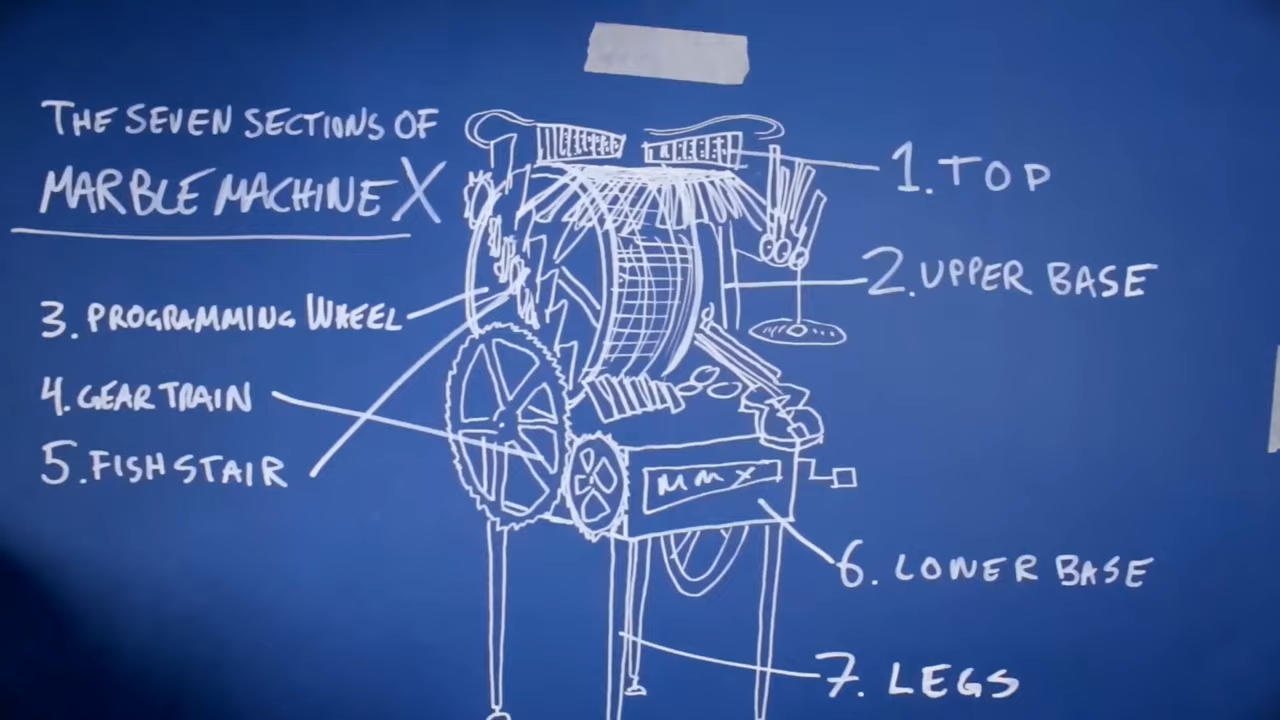 THE SEVEN SECTIONS OF
MARBLE MACHINE X
1. TOP
2. UPPER BASE
3. PROGRAMMING WHEEL
4. GEAR TRAIN
5. FISH STAIR
MMX
6. LOWER BASE
7. LEGS